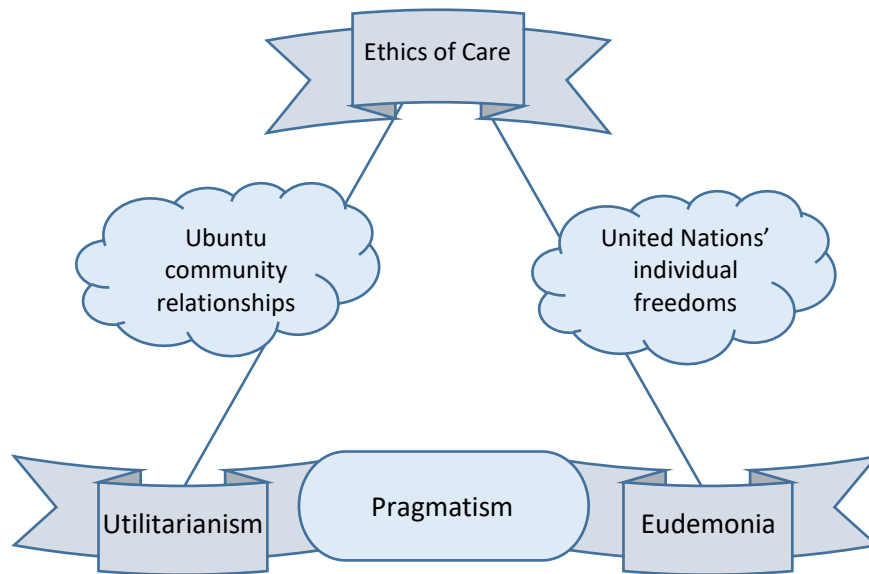 Ethics of Care
Ubuntu
community
relationships
United Nations’
individual
freedoms
Utilitarianism
Pragmatism
Eudemonia